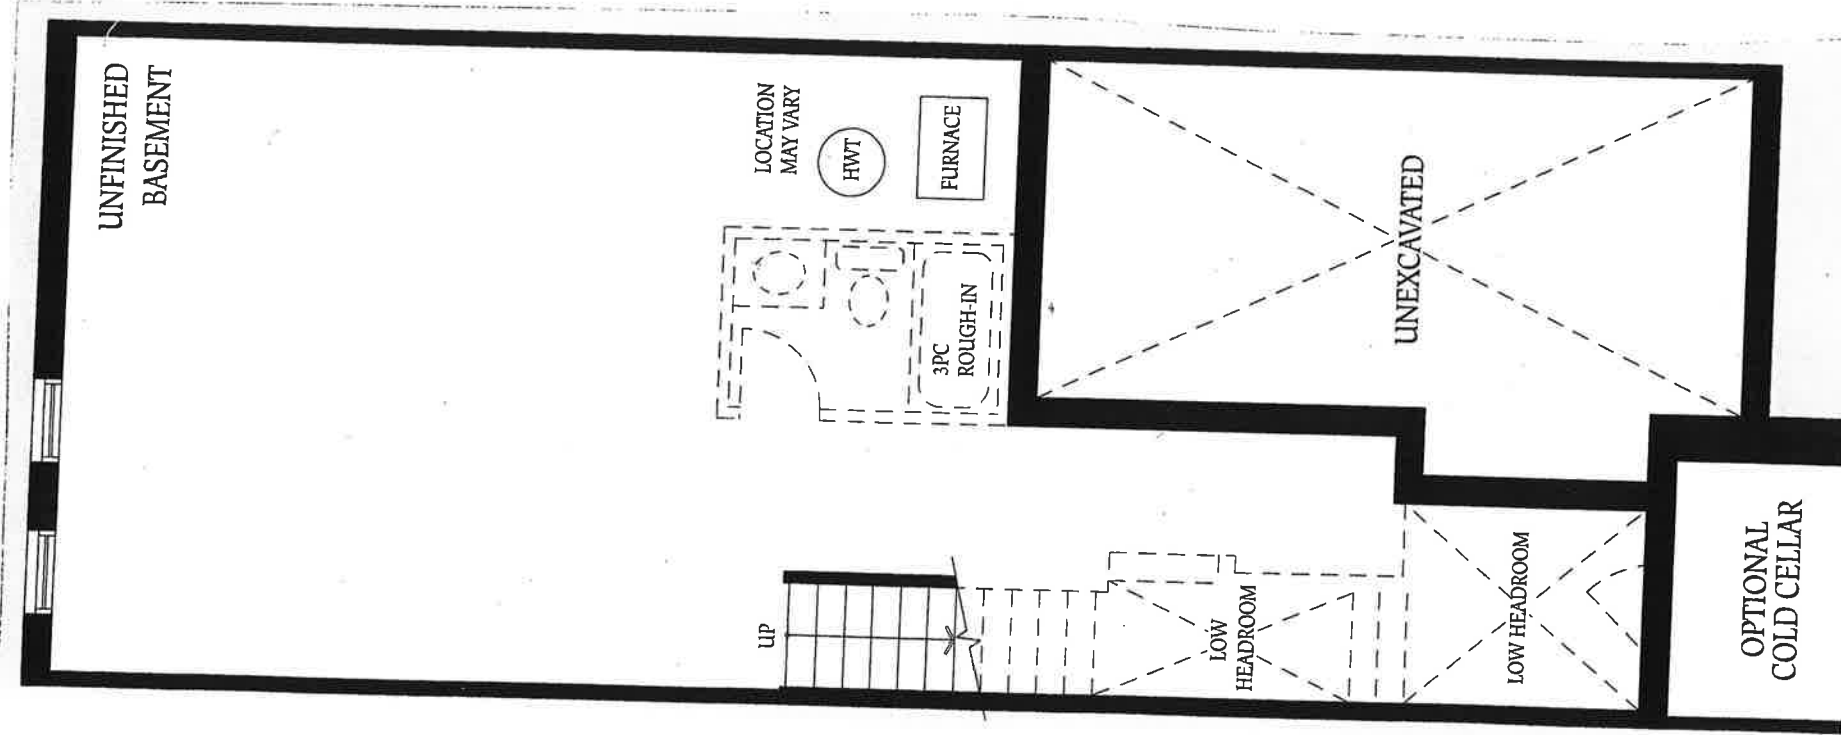 UNFINISHED
BASEMENT
LOCATION
MAY VARY
HWT
FURNACE
3PC
ROUGH-IN
UNEXCAVATED
UP
LOW
HEADROOM
LOW HEADROOM
OPTIONAL
COLD CELLAR